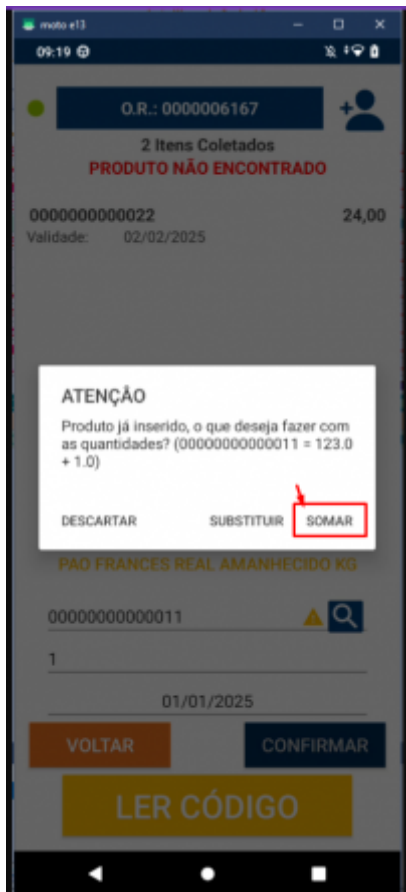 moto e13
09:19
O.R.: 0000006167
2 Itens Coletados
PRODUTO NÃO ENCONTRADO
0000000000022 24,00
Validade: 02/02/2025
ATENÇÃO
Produto já inserido, o que deseja fazer com
as quantidades? (00000000000011 = 123.0
+ 1.0)
DESCARTAR SUBSTITUIR SOMAR
PAO FRANCES REAL AMANHECIDO KG
00000000000011
1
01/01/2025
VOLTAR CONFIRMAR
LER CÓDIGO